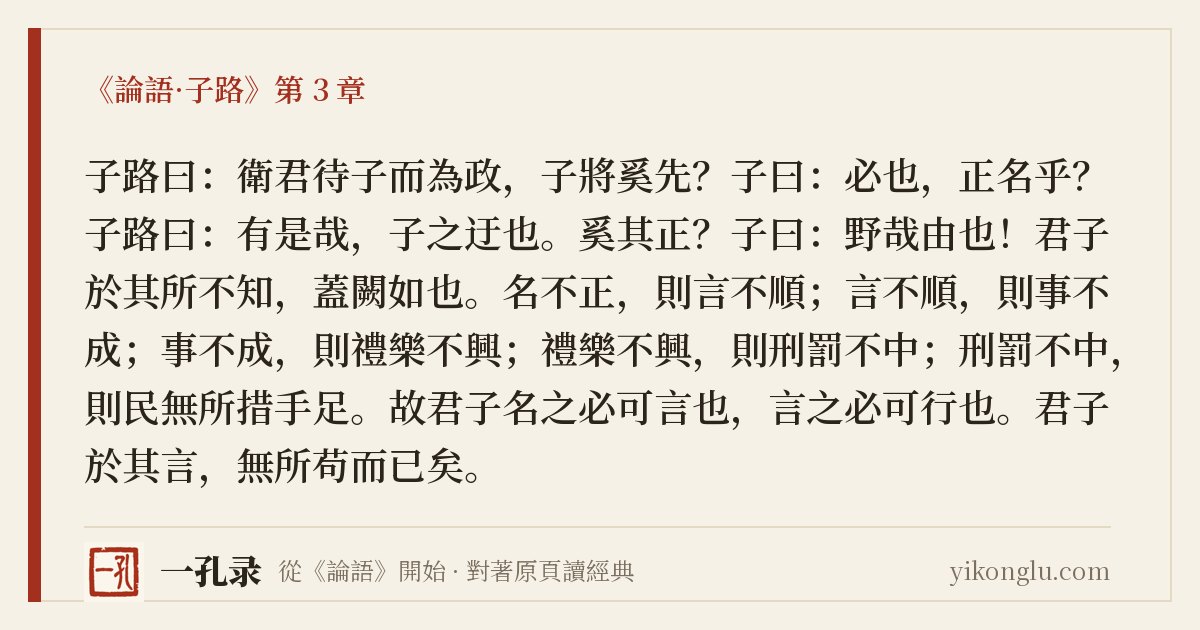 《論語·子路》第 3 章
子路曰：衛君待子而為政，子將奚先？子曰：必也，正名乎？
子路曰：有是哉，子之迂也。奚其正？子曰：野哉由也！君子
於其所不知，蓋闕如也。名不正，則言不順；言不順，則事不
成；事不成，則禮樂不興；禮樂不興，則刑罰不中；刑罰不中，
則民無所措手足。故君子名之必可言也，言之必可行也。君子
於其言，無所苟而已矣。
一孔
一孔录
從《論語》開始 · 對著原頁讀經典
yikonglu.com